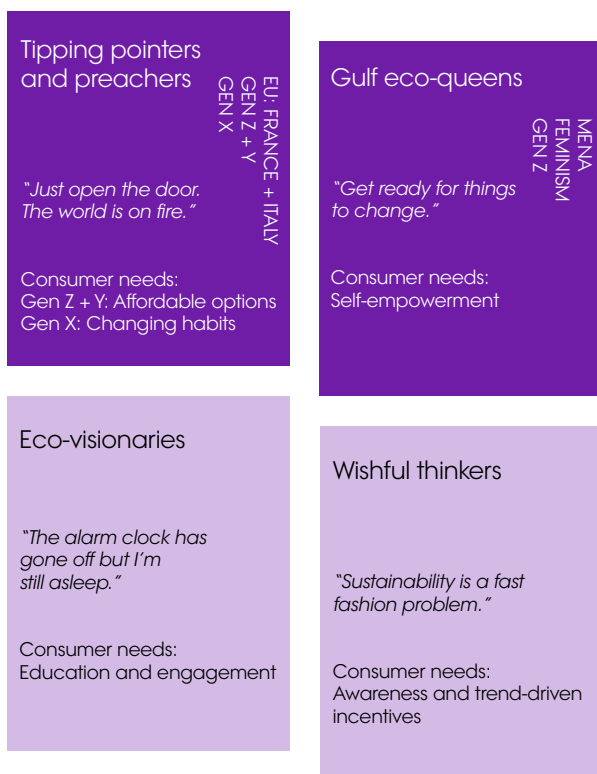 Tipping pointers
and preachers
EU: FRANCE + ITALY
GEN Z + Y
GEN X
“Just open the door.
The world is on fire.”
Consumer needs:
Gen Z + Y: Affordable options
Gen X: Changing habits
Gulf eco-queens
MENA
FEMINISM
GEN Z
“Get ready for things
to change.”
Consumer needs:
Self-empowerment
Eco-visionaries
“The alarm clock has
gone off but I’m
still asleep.”
Consumer needs:
Education and engagement
Wishful thinkers
“Sustainability is a fast
fashion problem.”
Consumer needs:
Awareness and trend-driven
incentives